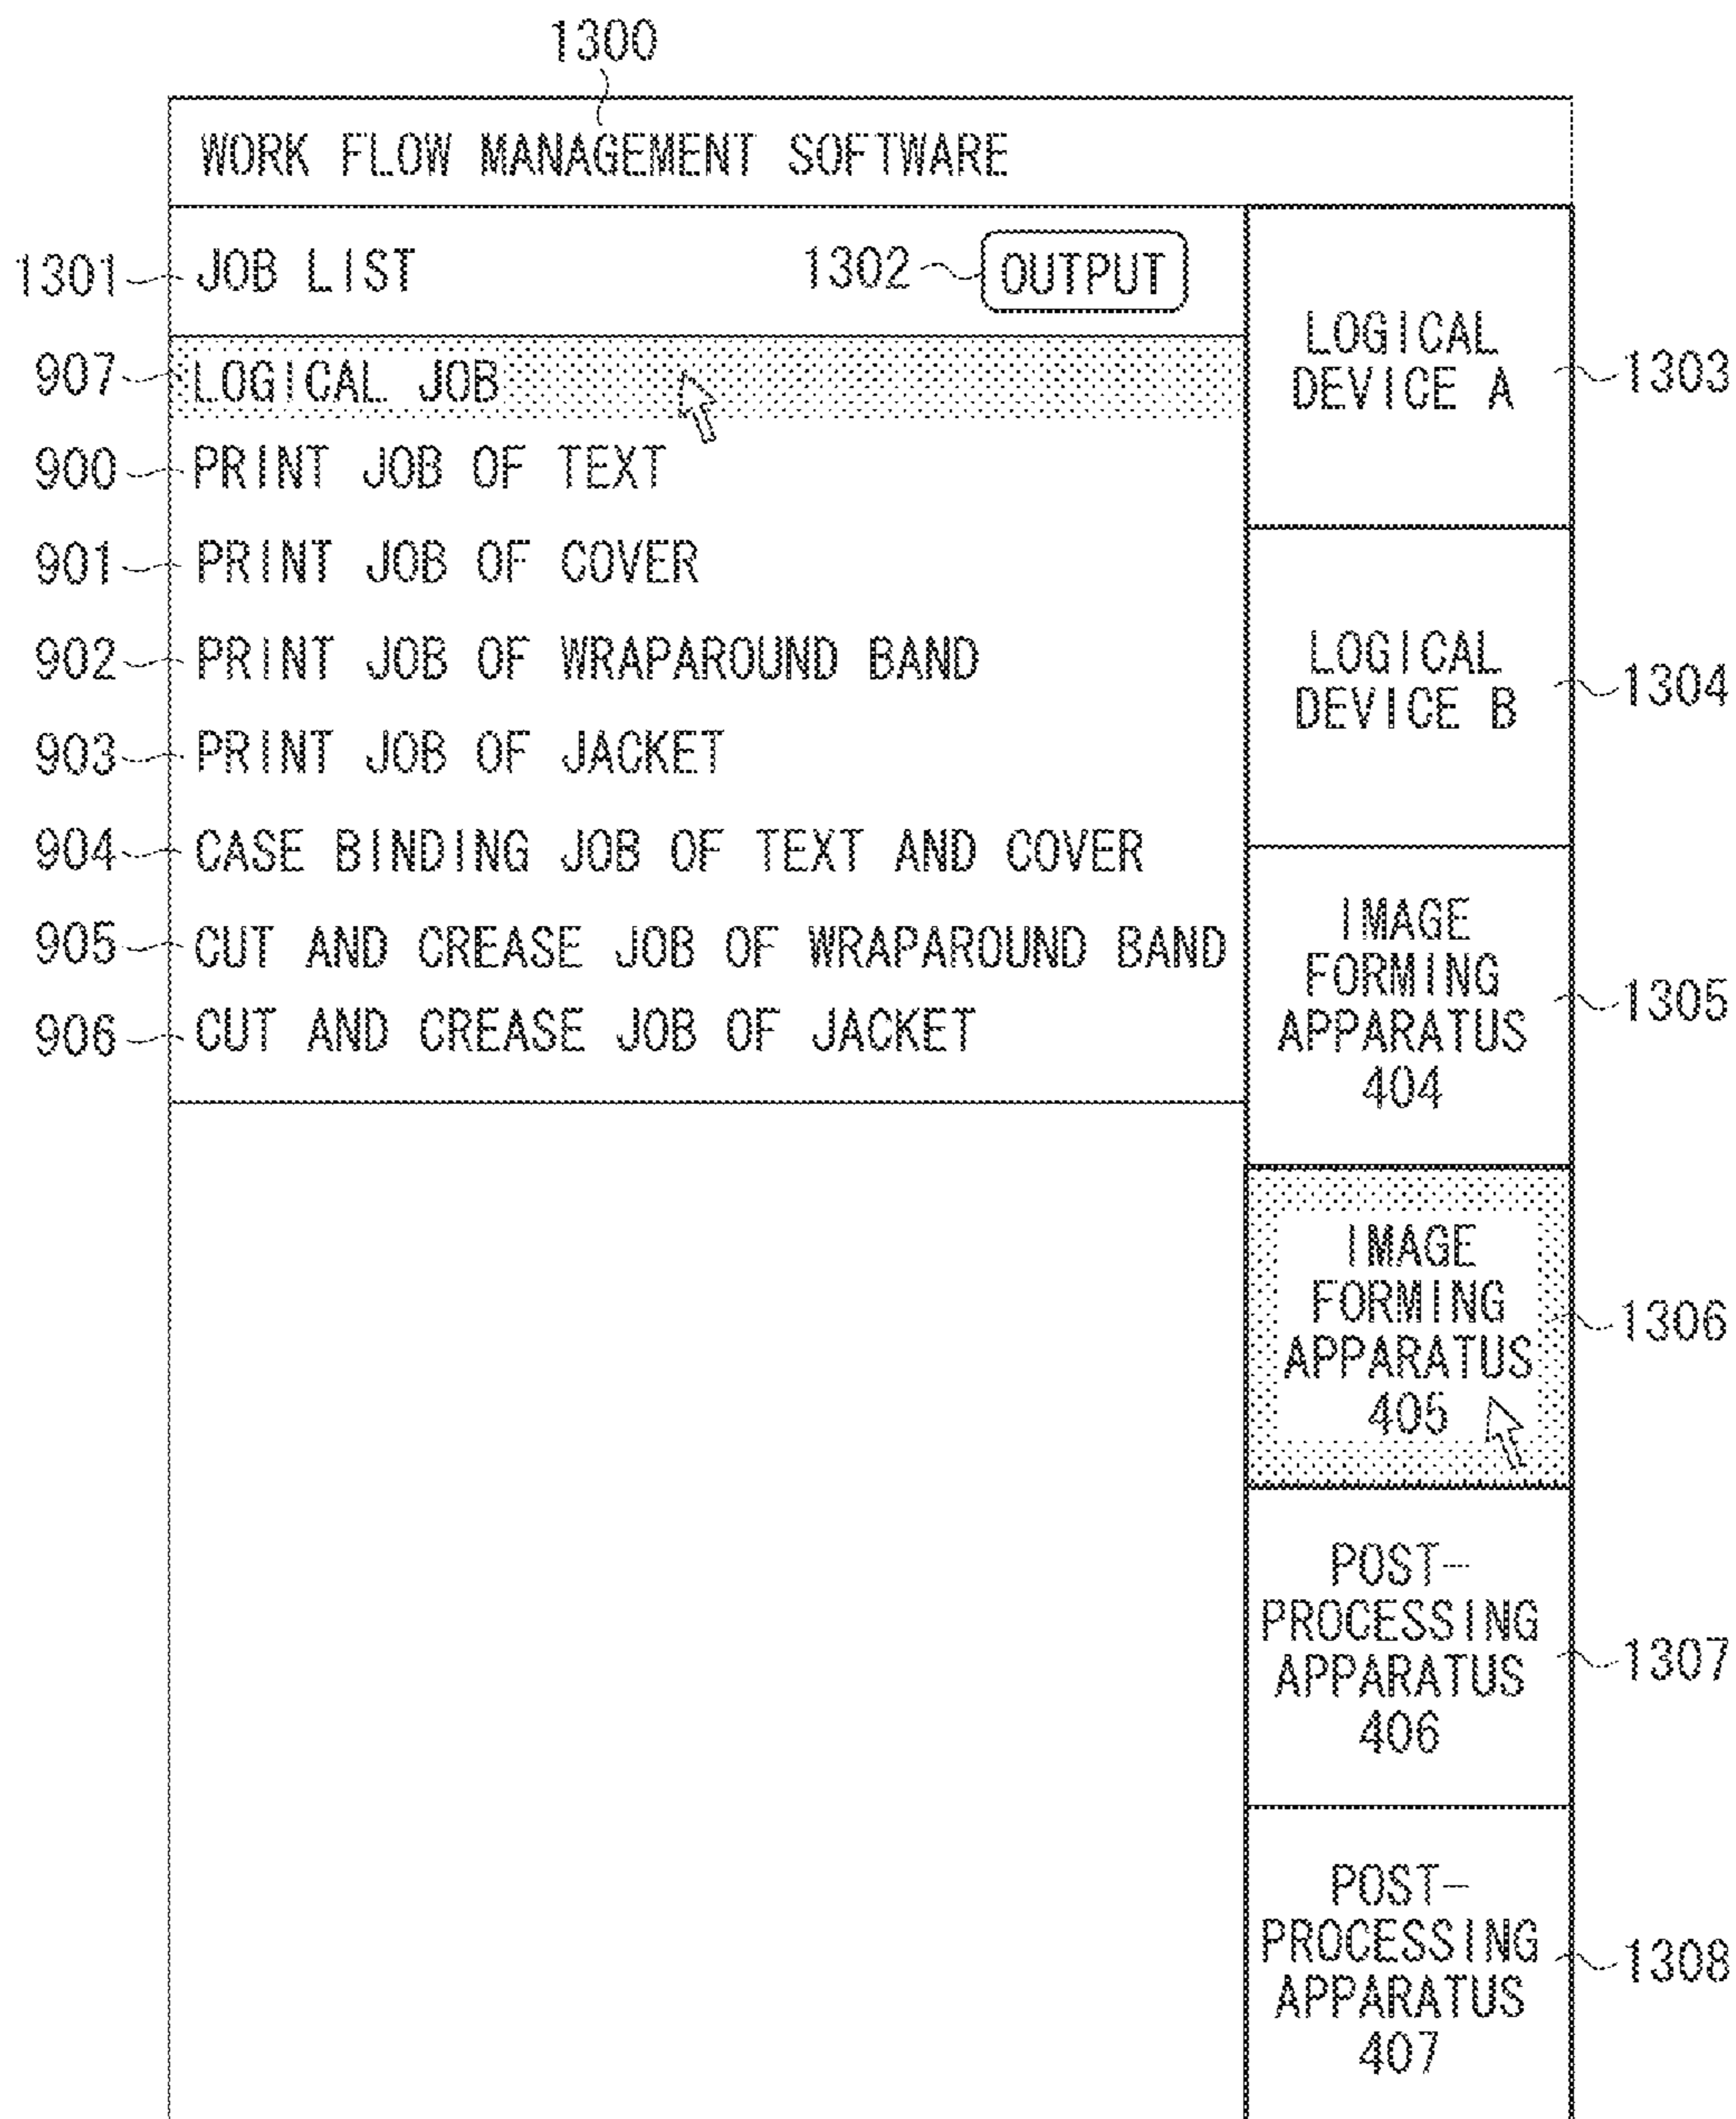 1300
WORK FLOW MANAGEMENT SOFTWARE
1301 JOB LIST 1302 OUTPUT
907 LOGICAL JOB
900 PRINT JOB OF TEXT
901 PRINT JOB OF COVER
902 PRINT JOB OF WRAPAROUND BAND
903 PRINT JOB OF JACKET
904 CASE BINDING JOB OF TEXT AND COVER
905 CUT AND CREASE JOB OF WRAPAROUND BAND
906 CUT AND CREASE JOB OF JACKET
LOGICAL
DEVICE A
1303
LOGICAL
DEVICE B
1304
IMAGE
FORMING
APPARATUS
404
1305
IMAGE
FORMING
APPARATUS
405
1306
POST-
PROCESSING
APPARATUS
406
1307
POST-
PROCESSING
APPARATUS
407
1308